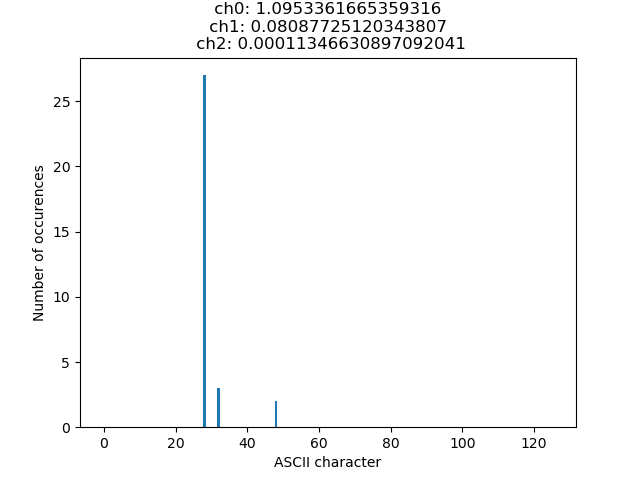 ch0: 1.0953361665359316
ch1: 0.08087725120343807
ch2: 0.00011346630897092041
25
20
15
10
5
0
0 20 40 60 80 100 120
Number of occurences
ASCII character